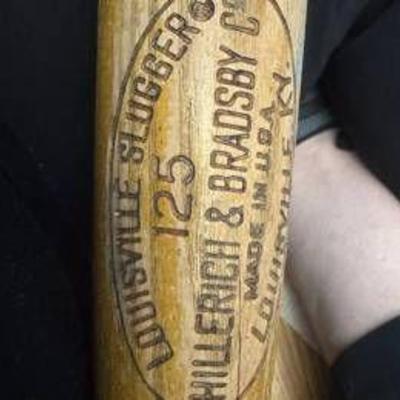 LOUISVILLE SLUGGER®
125
HILLERICH & BRADSBY Cº
MADE IN U.S.A.
LOUISVILLE, KY.